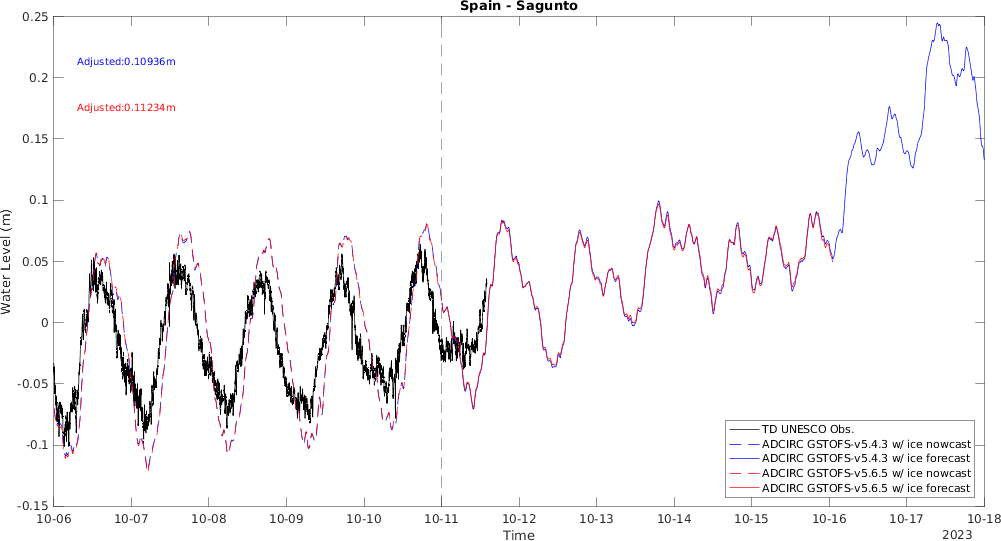 Spain - Sagunto
0.25
0.2
0.15
0.1
0.05
0
-0.05
-0.1
-0.15
Water Level (m)
Adjusted:0.10936m
Adjusted:0.11234m
TD UNESCO Obs.
ADCIRC GSTOFS-v5.4.3 w/ ice nowcast
ADCIRC GSTOFS-v5.4.3 w/ ice forecast
ADCIRC GSTOFS-v5.6.5 w/ ice nowcast
ADCIRC GSTOFS-v5.6.5 w/ ice forecast
10-06 10-07 10-08 10-09 10-10 10-11 10-12 10-13 10-14 10-15 10-16 10-17 10-18
Time
2023